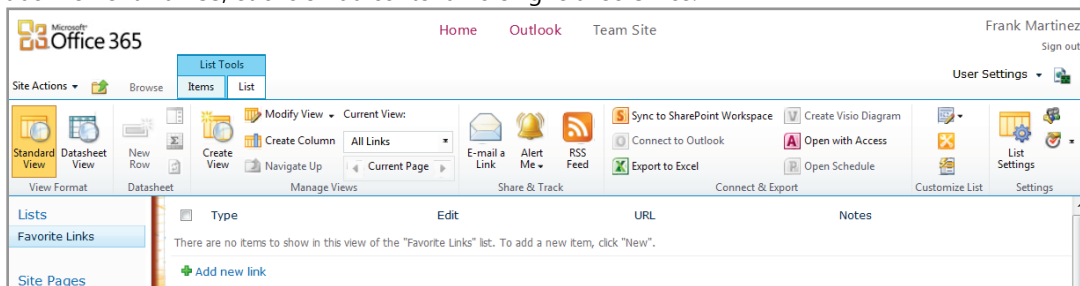 Microsoft
Office 365
Home Outlook Team Site
Frank Martinez
Sign out
User Settings
List Tools
Site Actions Browse Items List
Standard View
Datasheet View
New Row
Create View
Modify View
Create Column
Navigate Up
Current View:
All Links
Current Page
E-mail a Link
Alert Me
RSS Feed
Sync to SharePoint Workspace
Connect to Outlook
Export to Excel
Create Visio Diagram
Open with Access
Open Schedule
List Settings
View Format Datasheet Manage Views Share & Track Connect & Export Customize List Settings
Lists
Favorite Links
Site Pages
Type Edit URL Notes
There are no items to show in this view of the "Favorite Links" list. To add a new item, click "New".
Add new link